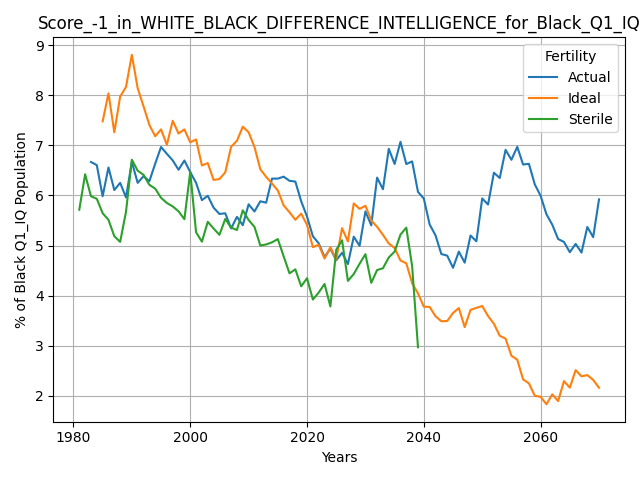 Score_-1_in_WHITE_BLACK_DIFFERENCE_INTELLIGENCE_for_Black_Q1_IQ
Fertility
Actual
Ideal
Sterile
% of Black Q1_IQ Population
9
8
7
6
5
4
3
2
1980
2000
2020
2040
2060
Years